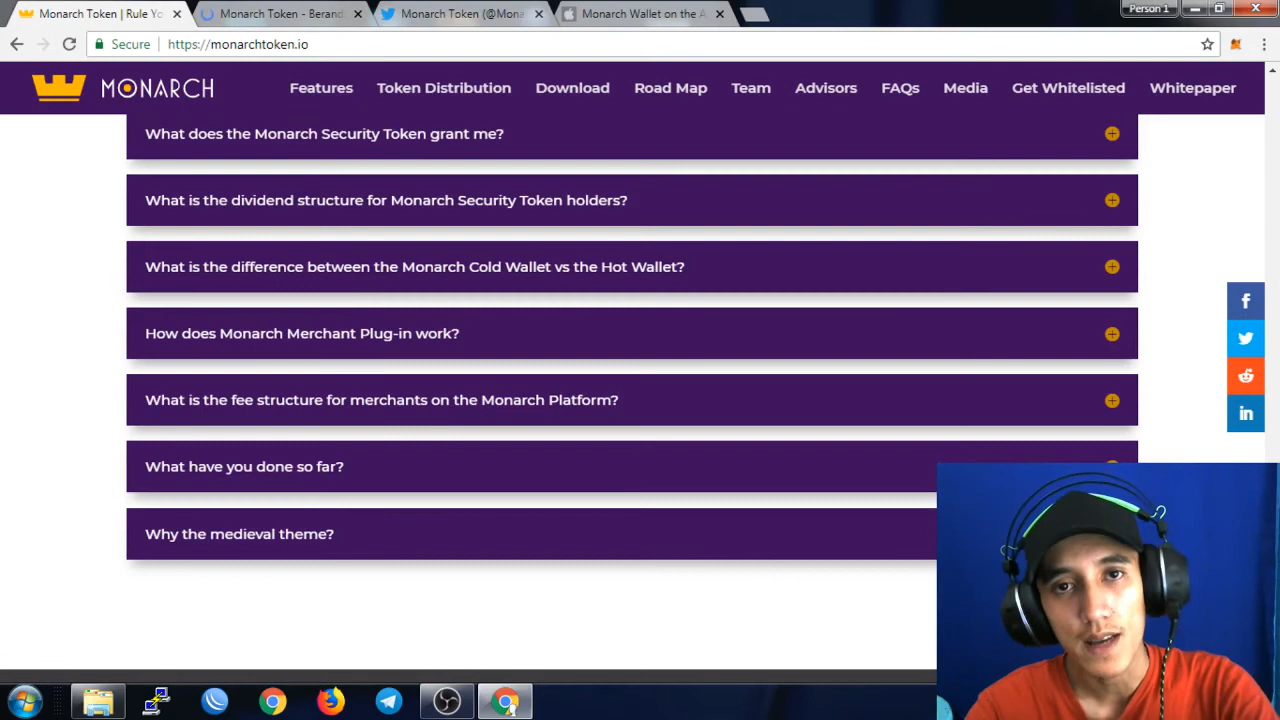 Monarch Token | Rule Yo
Monarch Token - Berand
Monarch Token (@Mona
Monarch Wallet on the A
Person 1
Secure
https://monarchtoken.io
MONARCH
Features
Token Distribution
Download
Road Map
Team
Advisors
FAQs
Media
Get Whitelisted
Whitepaper
What does the Monarch Security Token grant me?
What is the dividend structure for Monarch Security Token holders?
What is the difference between the Monarch Cold Wallet vs the Hot Wallet?
How does Monarch Merchant Plug-in work?
What is the fee structure for merchants on the Monarch Platform?
What have you done so far?
Why the medieval theme?